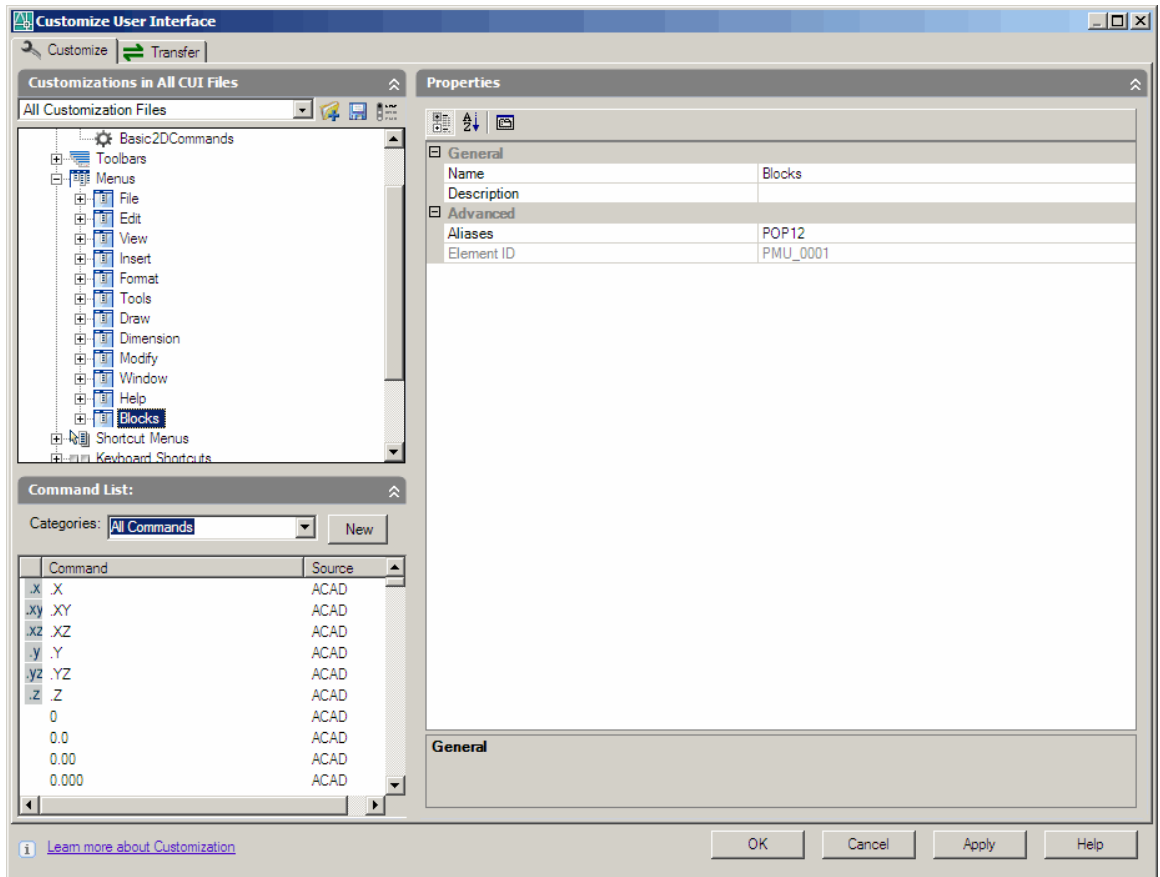 Customize User Interface
Customize
Transfer
Customizations in All CUI Files
All Customization Files
Basic2DCommands
Toolbars
Menus
File
Edit
View
Insert
Format
Tools
Draw
Dimension
Modify
Window
Help
Blocks
Shortcut Menus
Keyboard Shortcuts
Command List:
Categories: All Commands
New
Command Source
.X .X ACAD
.xy .XY ACAD
.xz .XZ ACAD
.y .Y ACAD
.yz .YZ ACAD
.z .Z ACAD
0 ACAD
0.0 ACAD
0.00 ACAD
0.000 ACAD
Properties
General
Name Blocks
Description
Advanced
Aliases POP12
Element ID PMU_0001
General
Learn more about Customization
OK Cancel Apply Help